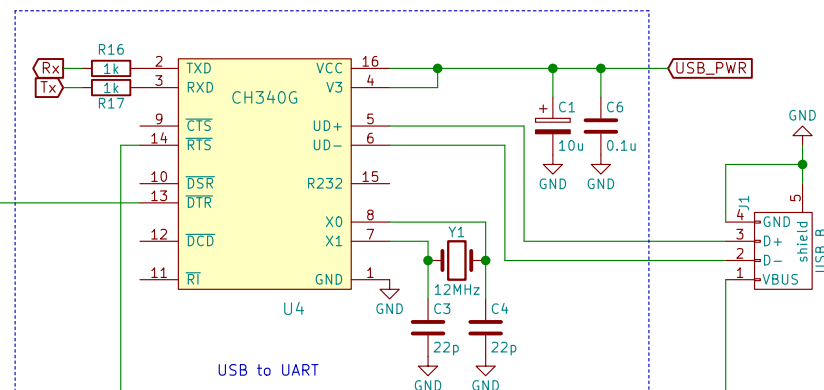 R16
Rx
1k
2
TXD
Tx
1k
3
RXD
R17
CH340G
16
VCC
4
V3
USB_PWR
9
CTS
14
RTS
5
UD+
6
UD-
+
C1
10u
GND
C6
0.1u
GND
GND
10
DSR
13
DTR
R232
15
X0
8
X1
7
12
DCD
11
RI
GND
1
GND
U4
Y1
12MHz
C3
22p
GND
C4
22p
GND
J1
5
4
GND
3
D+
2
D-
1
VBUS
shield
USB_B
USB to UART